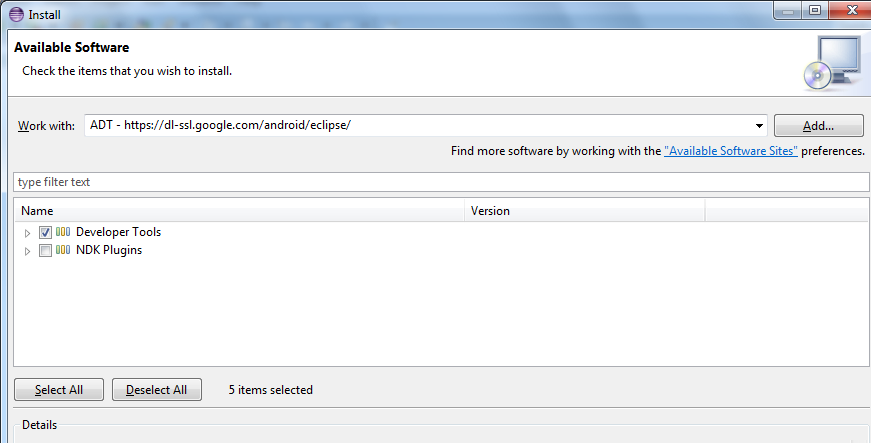 Install
Available Software
Check the items that you wish to install.
Work with: ADT - https://dl-ssl.google.com/android/eclipse/ Add...
Find more software by working with the "Available Software Sites" preferences.
type filter text
Name Version
Developer Tools
NDK Plugins
Select All Deselect All 5 items selected
Details